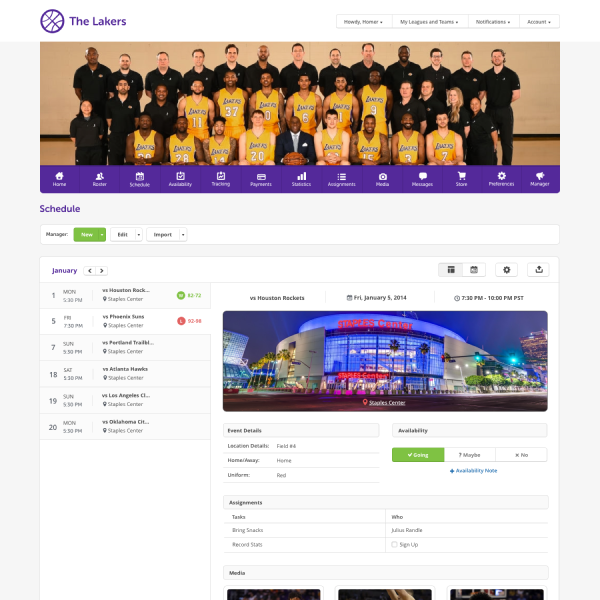 The Lakers
Howdy, Homer
My Leagues and Teams
Notifications
Account
Home
Roster
Schedule
Availability
Tracking
Payments
Statistics
Assignments
Media
Messages
Store
Preferences
Manager
Schedule
Manager:
New
Edit
Import
January
1 MON 5:30 PM
vs Houston Rock...
Staples Center
W 82-72
5 FRI 7:30 PM
vs Phoenix Suns
Staples Center
L 92-98
7 SUN 5:30 PM
vs Portland Trailbl...
Staples Center
18 SAT 5:30 PM
vs Atlanta Hawks
Staples Center
19 SUN 5:30 PM
vs Los Angeles Cl...
Staples Center
20 MON 5:30 PM
vs Oklahoma Cit...
Staples Center
vs Houston Rockets
Fri, January 5, 2014
7:30 PM - 10:00 PM PST
STAPLES Center
STAPLES Center
Staples Center
Event Details
Location Details: Field #4
Home/Away: Home
Uniform: Red
Availability
Going
? Maybe
No
Availability Note
Assignments
Tasks Who
Bring Snacks Julius Randle
Record Stats Sign Up
Media